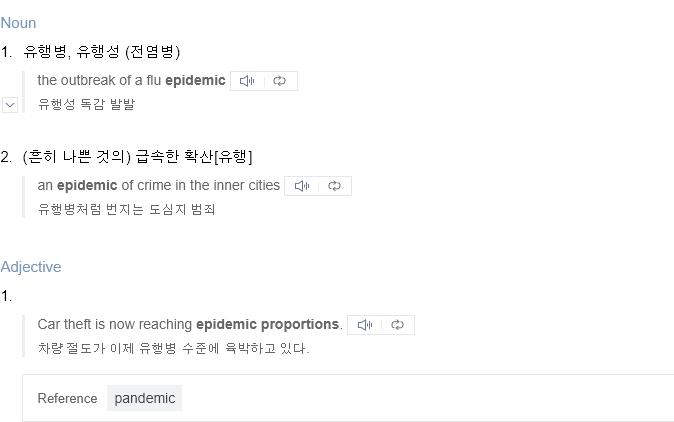 Noun
1. 유행병, 유행성 (전염병)
the outbreak of a flu epidemic
유행성 독감 발발
2. (흔히 나쁜 것의) 급속한 확산[유행]
an epidemic of crime in the inner cities
유행병처럼 번지는 도심지 범죄
Adjective
1.
Car theft is now reaching epidemic proportions.
차량 절도가 이제 유행병 수준에 육박하고 있다.
Reference pandemic